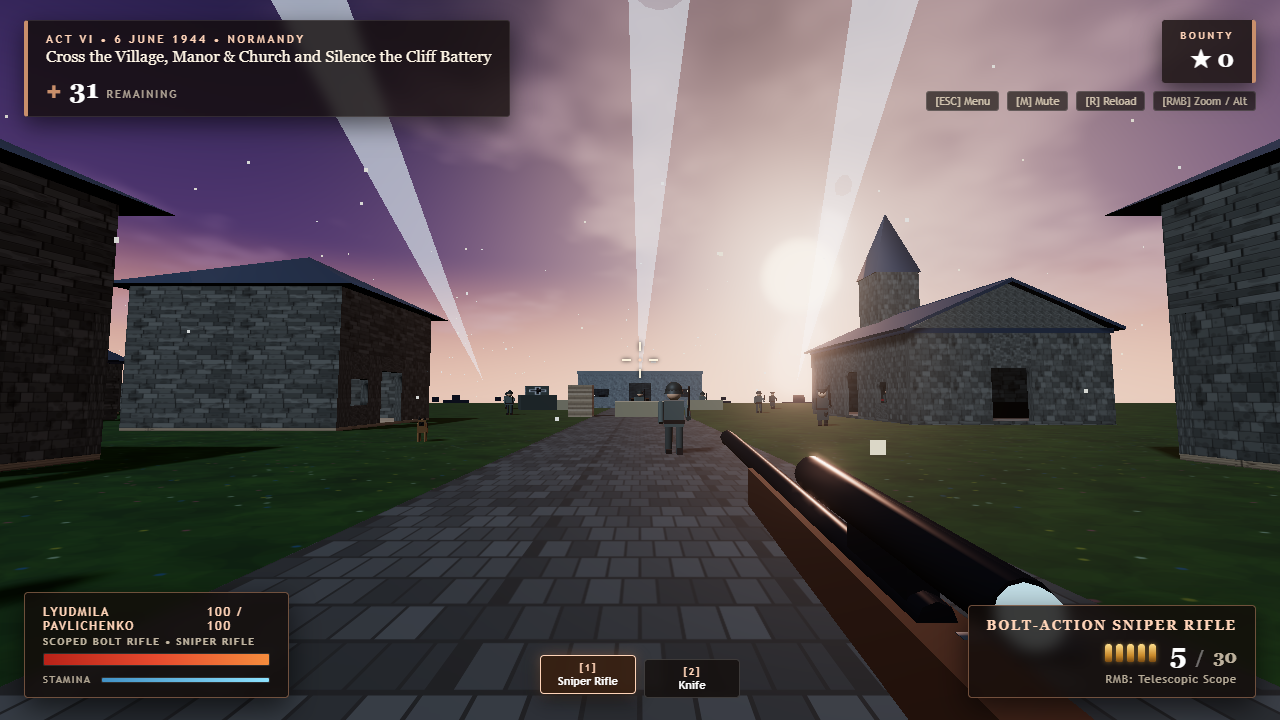 ACT VI • 6 JUNE 1944 • NORMANDY
Cross the Village, Manor & Church and Silence the Cliff Battery
+ 31 REMAINING
BOUNTY
★ 0
[ESC] Menu
[M] Mute
[R] Reload
[RMB] Zoom / Alt
LYUDMILA PAVLICHENKO
100 / 100
SCOPED BOLT RIFLE • SNIPER RIFLE
STAMINA
[1]
Sniper Rifle
[2]
Knife
BOLT-ACTION SNIPER RIFLE
5 / 30
RMB: Telescopic Scope